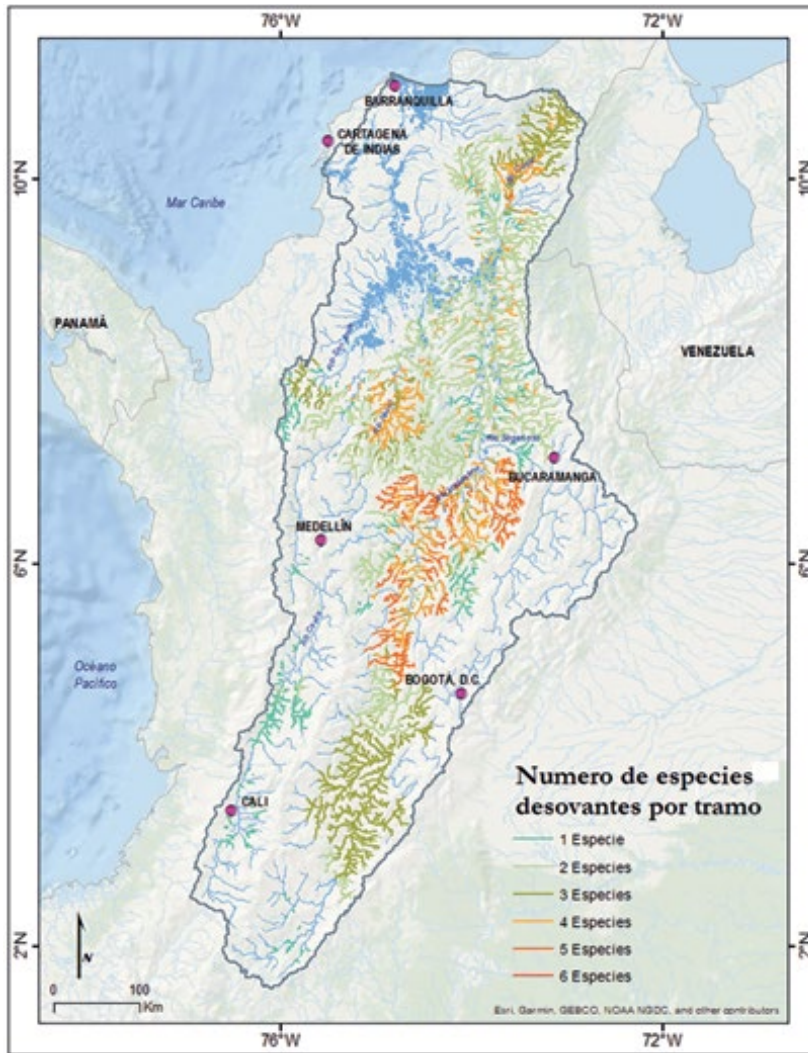 76°W
72°W
BARRANQUILLA
CARTAGENA
DE INDIAS
10°N
10°N
Mar Caribe
PANAMÁ
VENEZUELA
BUCARAMANGA
MEDELLÍN
6°N
6°N
Océano
Pacífico
BOGOTÁ, D.C.
CALI
Numero de especies
desovantes por tramo
1 Especie
2 Especies
3 Especies
4 Especies
5 Especies
6 Especies
2°N
2°N
N
0
100
Km
Esri, Garmin, GEBCO, NOAA NGDC, and other contributors
76°W
72°W